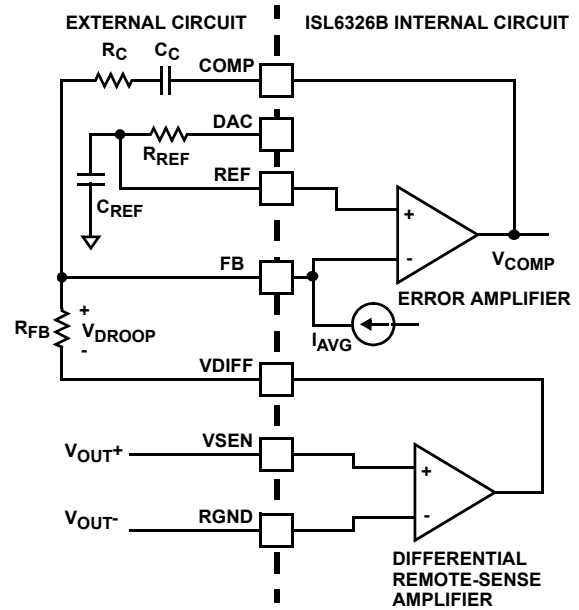 EXTERNAL CIRCUIT
ISL6326B INTERNAL CIRCUIT
RC
CC
COMP
DAC
RREF
REF
CREF
+
-
VCOMP
FB
ERROR AMPLIFIER
IAVG
RFB
+
VDROOP
-
VDIFF
VOUT+
VSEN
+
VOUT-
RGND
-
DIFFERENTIAL
REMOTE-SENSE
AMPLIFIER